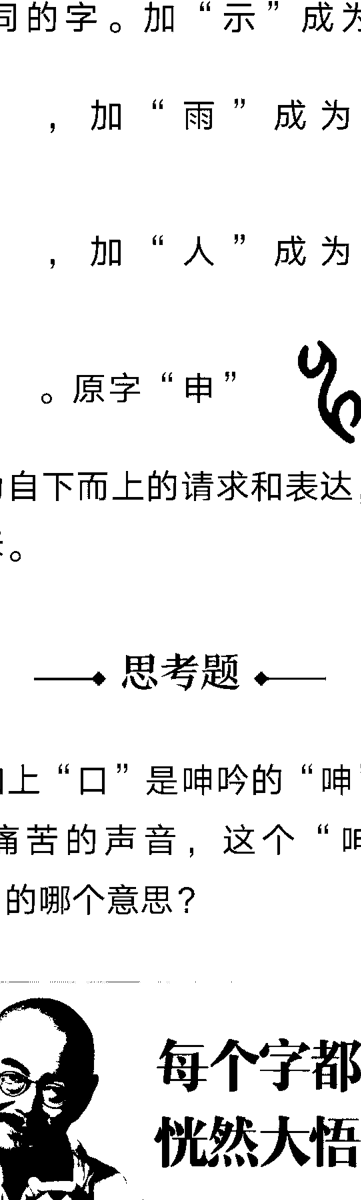 的字。加“示”成
，加“雨”成为
，加“人”成为
。原字“申”
自下而上的请求和表达，
。
思考题
上“口”是呻吟的“呻”
痛苦的声音，这个“呻
的哪个意思？
每个字都
恍然大悟